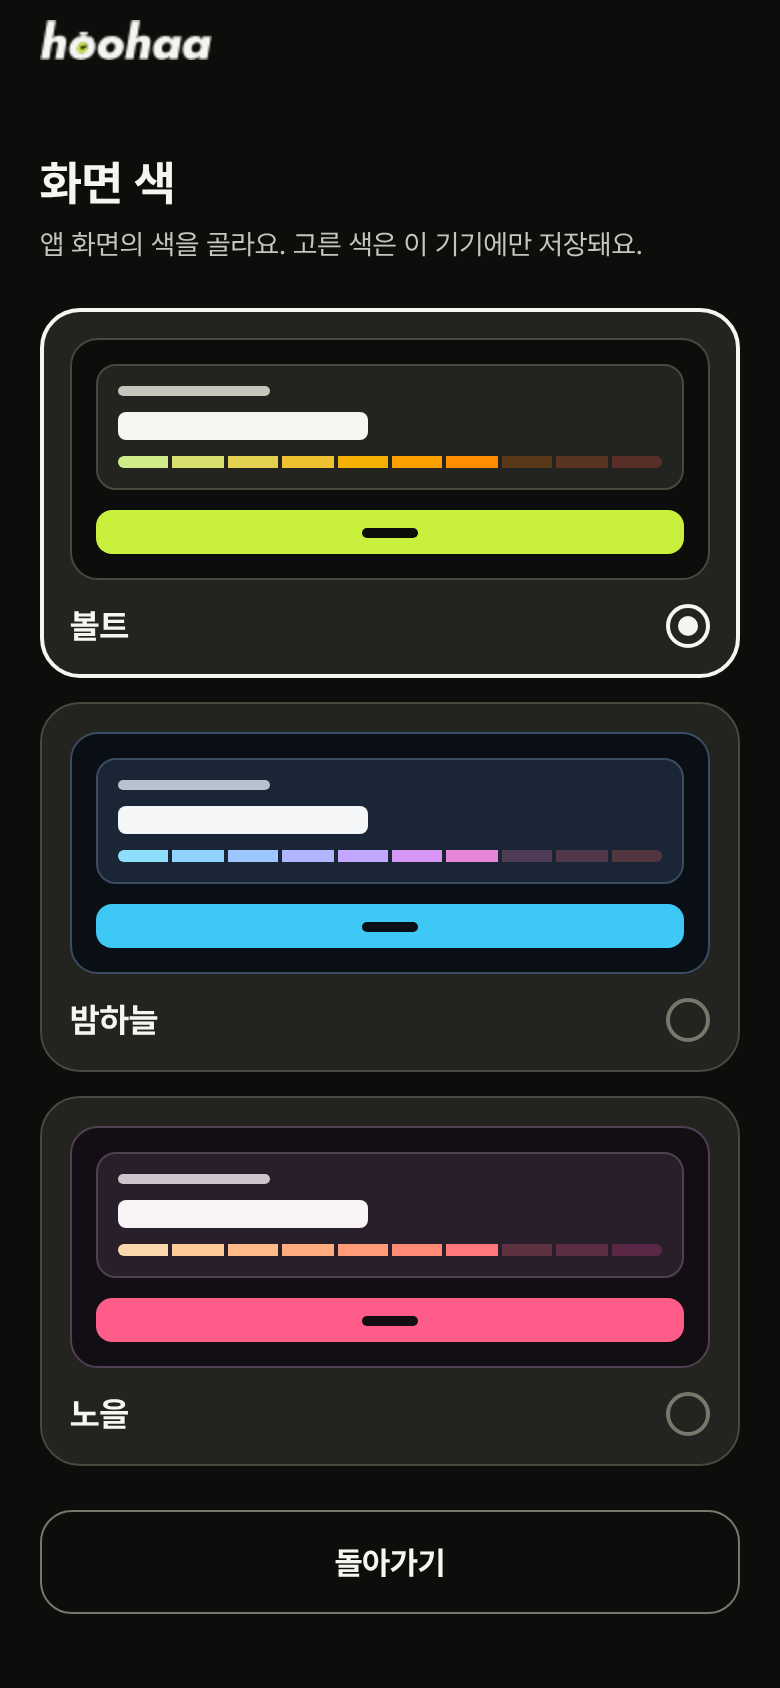 hoohaa
화면 색
앱 화면의 색을 골라요. 고른 색은 이 기기에만 저장돼요.
볼트
밤하늘
노을
돌아가기